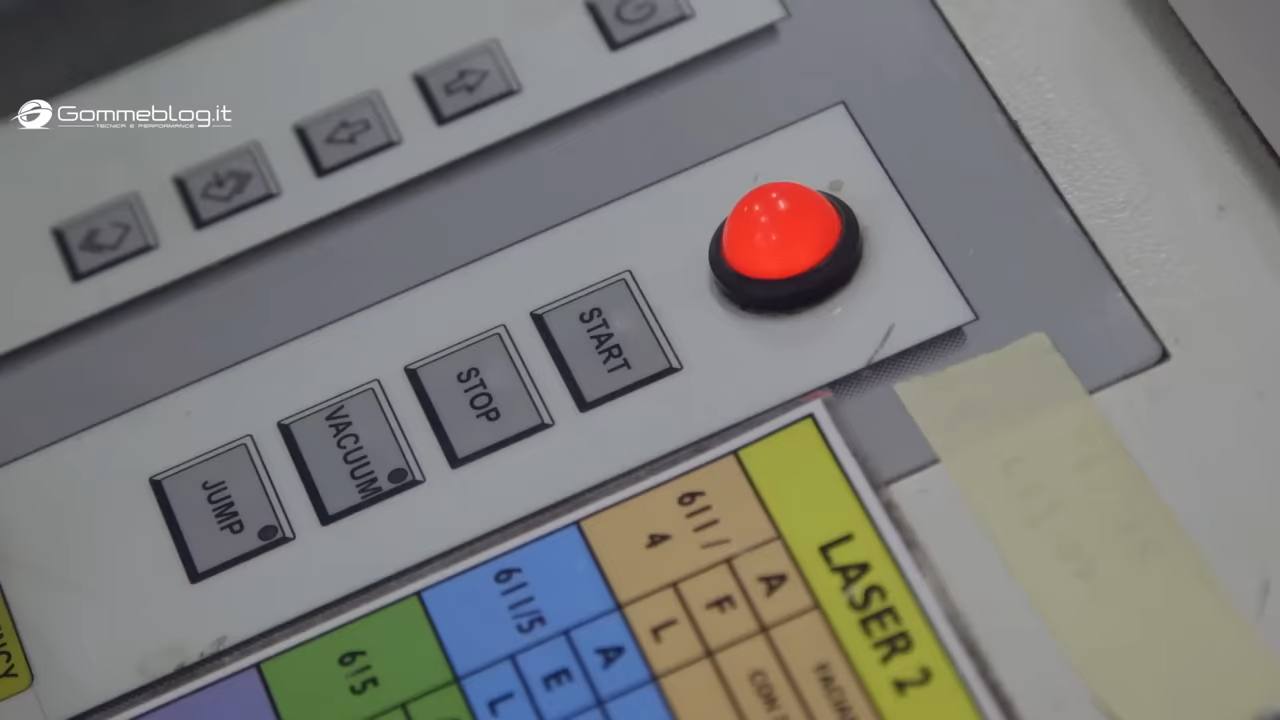 Gommeblog.it
TECNICA E PERFORMANCE
START
STOP
VACUUM
JUMP
LASER 2
611/
4
A
F
L
611/5
A
E
L
615